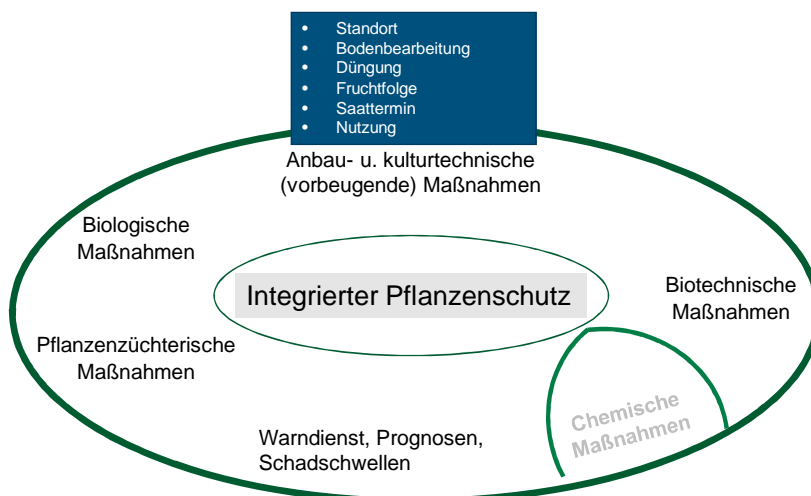 • Standort
• Bodenbearbeitung
• Düngung
• Fruchtfolge
• Saattermin
• Nutzung
Anbau- u. kulturtechnische
(vorbeugende) Maßnahmen
Biologische
Maßnahmen
Integrierter Pflanzenschutz
Biotechnische
Maßnahmen
Pflanzenzüchterische
Maßnahmen
Chemische
Maßnahmen
Warndienst, Prognosen,
Schadschwellen